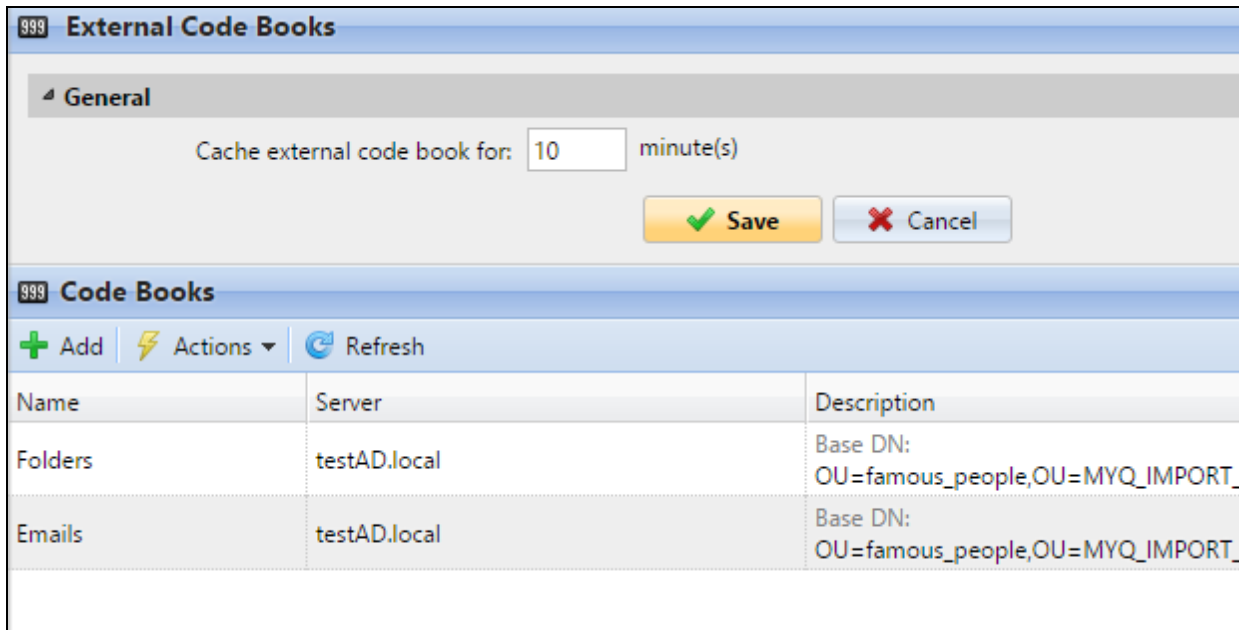 999 External Code Books
General
Cache external code book for: 10 minute(s)
Save Cancel
999 Code Books
Add Actions Refresh
Name Server Description
Folders testAD.local Base DN:
OU=famous_people,OU=MYQ_IMPORT_
Emails testAD.local Base DN:
OU=famous_people,OU=MYQ_IMPORT_